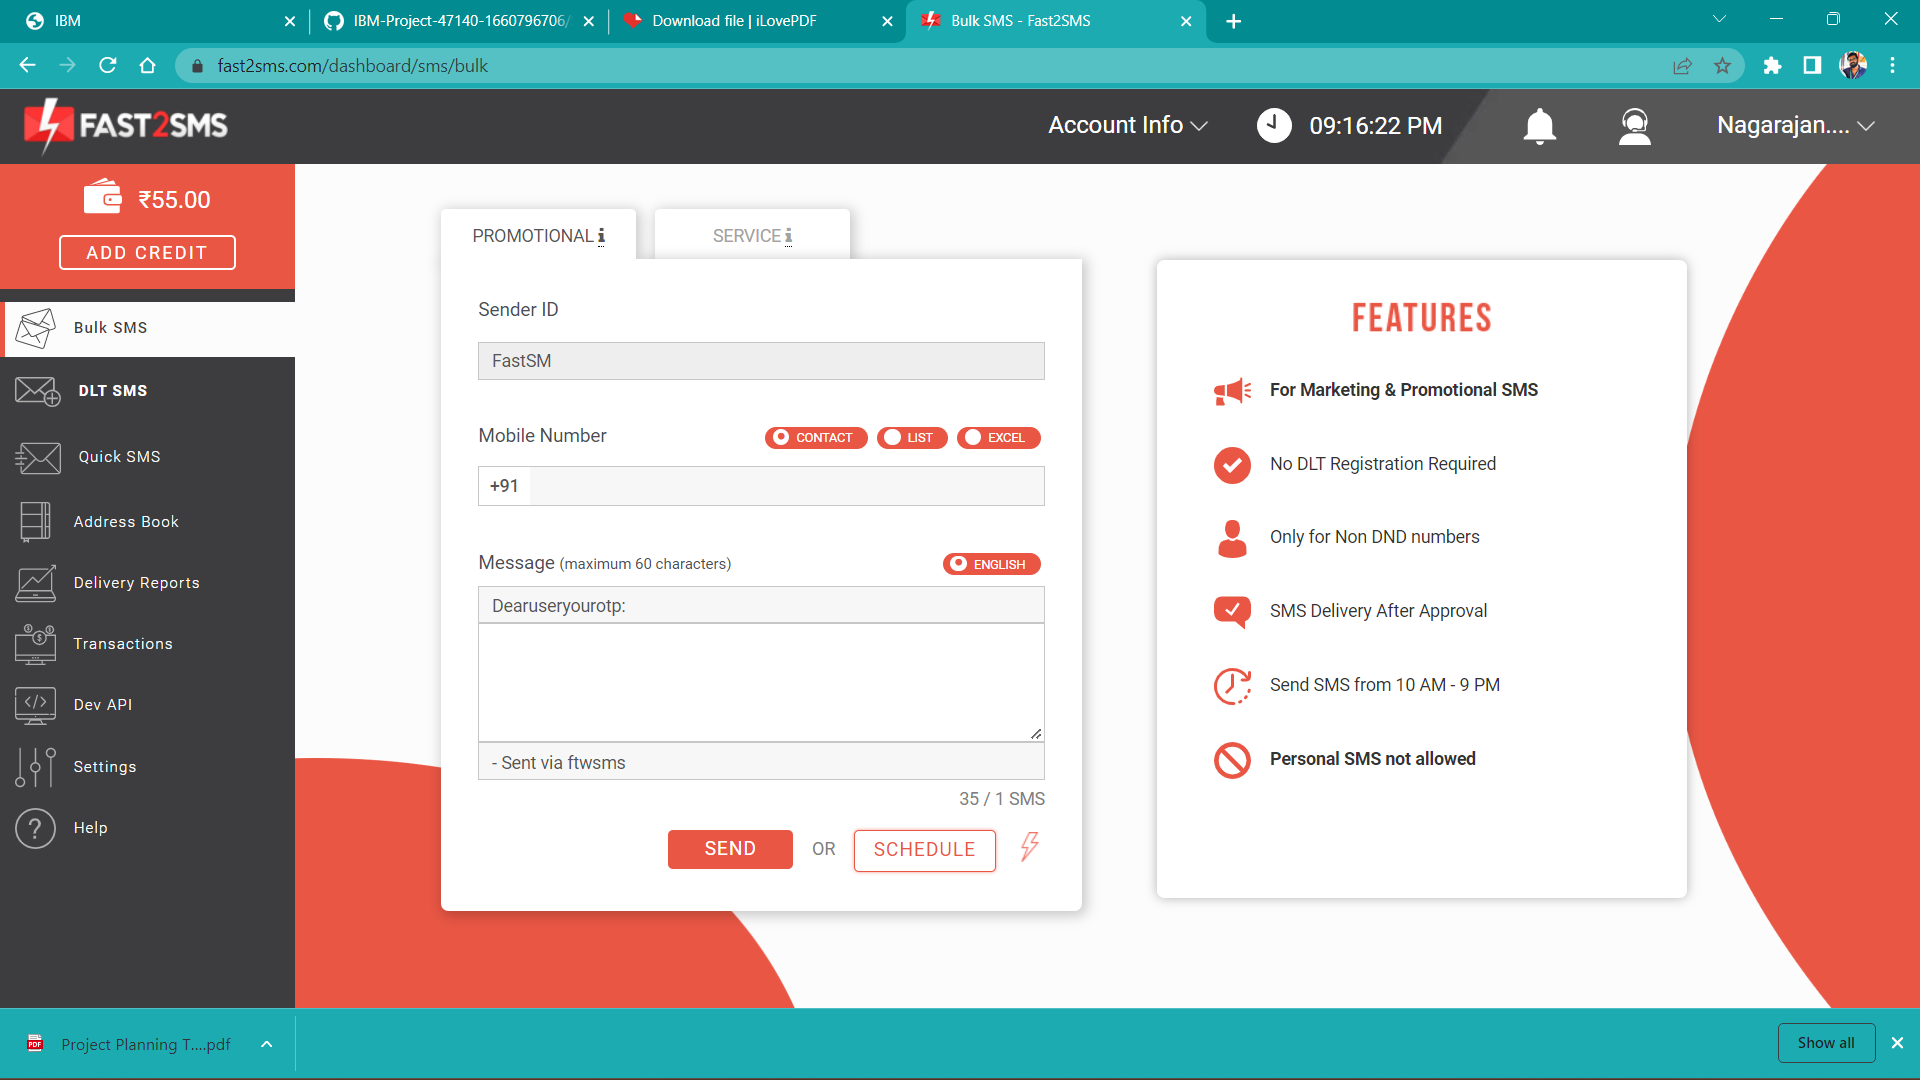 IBM
IBM-Project-47140-1660796706/
Download file | iLovePDF
Bulk SMS - Fast2SMS
fast2sms.com/dashboard/sms/bulk
FAST2SMS
Account Info
09:16:22 PM
Nagarajan....
₹55.00
ADD CREDIT
Bulk SMS
DLT SMS
Quick SMS
Address Book
Delivery Reports
Transactions
Dev API
Settings
Help
PROMOTIONAL i
SERVICE i
Sender ID
FastSM
Mobile Number
CONTACT
LIST
EXCEL
+91
Message (maximum 60 characters)
ENGLISH
Dearuseryourotp:
- Sent via ftwsms
35 / 1 SMS
SEND
OR
SCHEDULE
FEATURES
For Marketing & Promotional SMS
No DLT Registration Required
Only for Non DND numbers
SMS Delivery After Approval
Send SMS from 10 AM - 9 PM
Personal SMS not allowed
PDF
Project Planning T....pdf
Show all